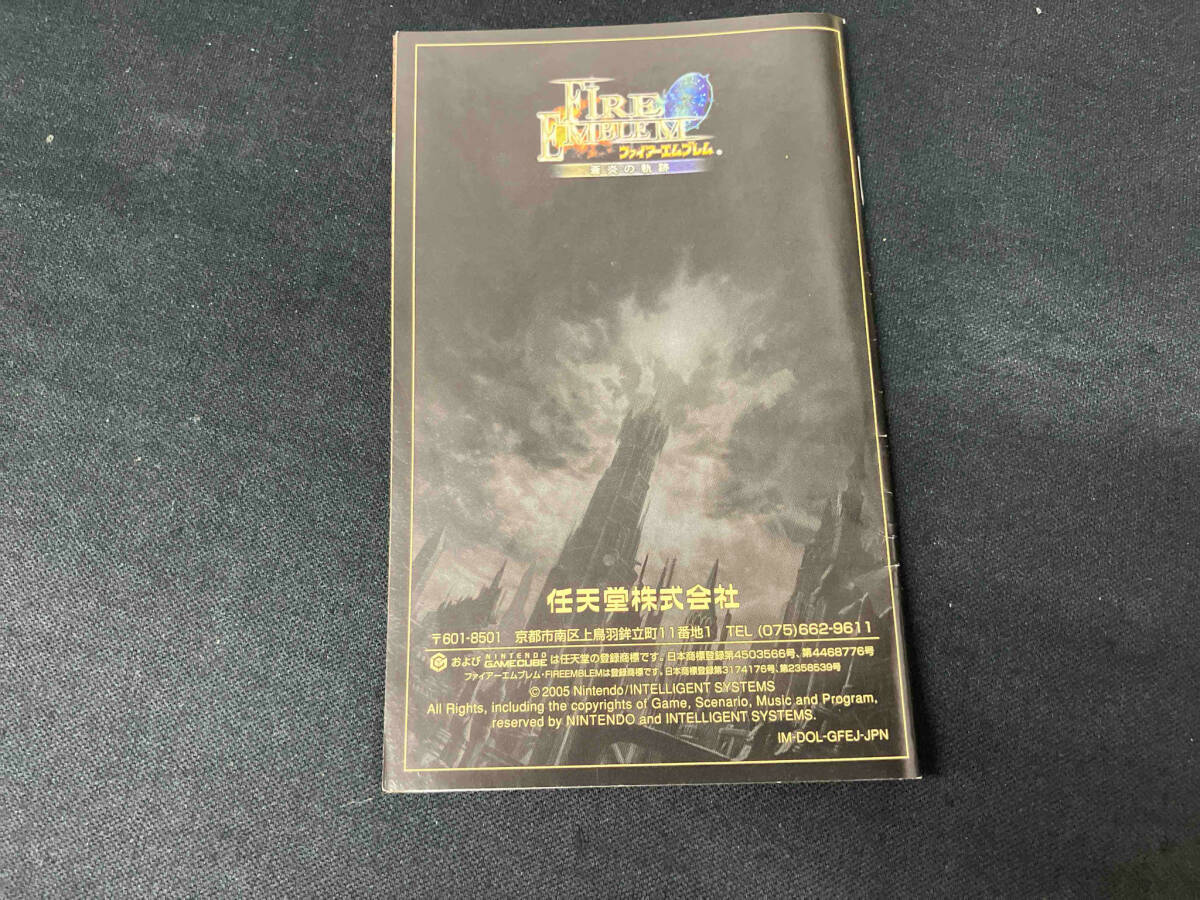 FIRE
EMBLEM
ファイアーエムブレム®
蒼炎の軌跡
任天堂株式会社
〒601-8501 京都市南区上鳥羽鉾立町11番地1 TEL (075)662-9611
および NINTENDO GAMECUBE は任天堂の登録商標です。日本商標登録第4503566号、第4468776号
ファイアーエムブレム・FIREEMBLEMは登録商標です。日本商標登録第3174176号、第2358539号
© 2005 Nintendo/INTELLIGENT SYSTEMS
All Rights, including the copyrights of Game, Scenario, Music and Program,
reserved by NINTENDO and INTELLIGENT SYSTEMS.
IM-DOL-GFEJ-JPN